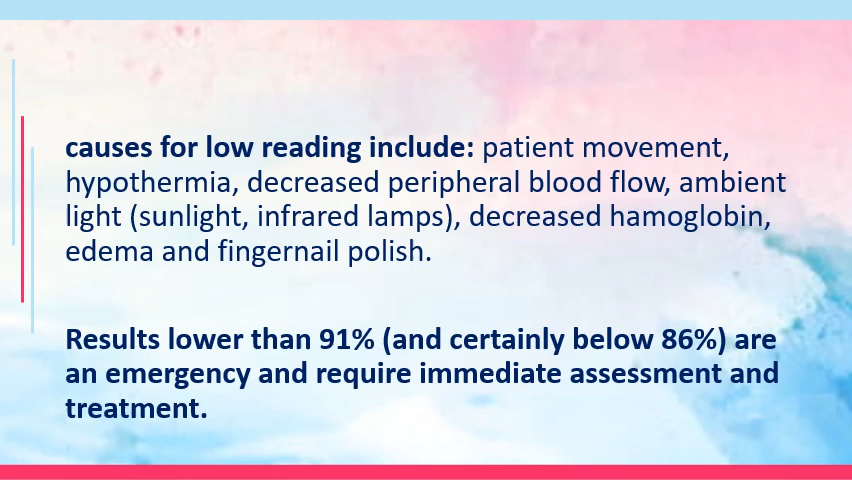 causes for low reading include: patient movement,
hypothermia, decreased peripheral blood flow, ambient
light (sunlight, infrared lamps), decreased hamoglobin,
edema and fingernail polish.
Results lower than 91% (and certainly below 86%) are
an emergency and require immediate assessment and
treatment.